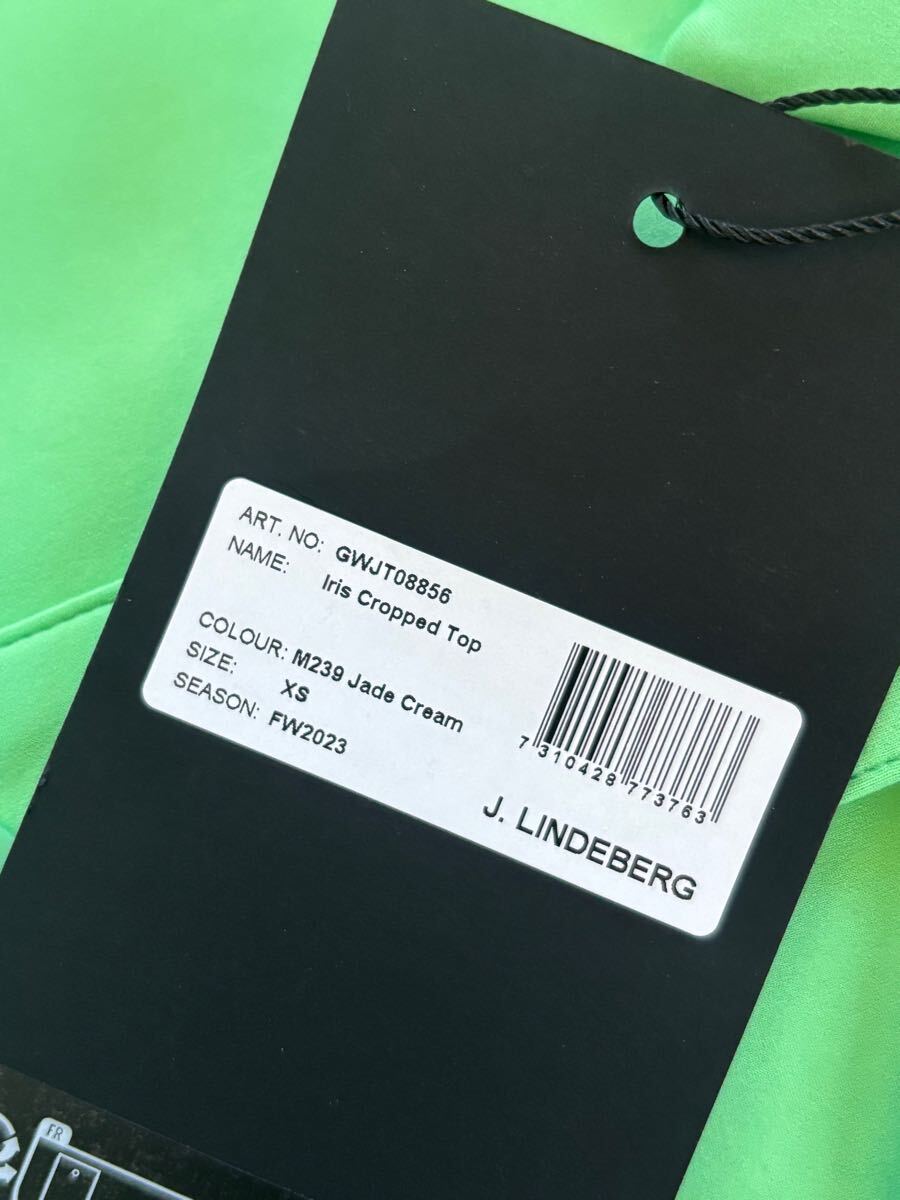 ART. NO: GWJT08856
NAME: Iris Cropped Top
COLOUR: M239 Jade Cream
SIZE: XS
SEASON: FW2023
7 310428 773763
J. LINDEBERG
FR